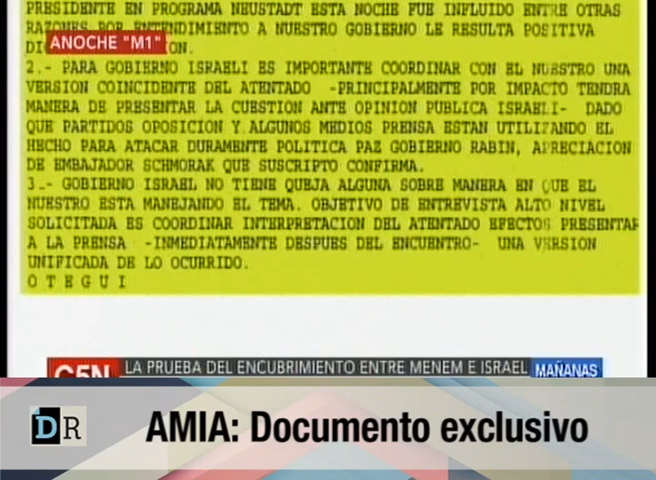 PRESIDENTE EN PROGRAMA NEUSTADT ESTA NOCHE FUE INFLUIDO ENTRE OTRAS
RAZONES POR ENTENDIMIENTO A NUESTRO GOBIERNO LE RESULTA POSITIVA
ANOCHE "M1"
ON.
2.- PARA GOBIERNO ISRAELI ES IMPORTANTE COORDINAR CON EL NUESTRO UNA
VERSION COINCIDENTE DEL ATENTADO -PRINCIPALMENTE POR IMPACTO TENDRA
MANERA DE PRESENTAR LA CUESTION ANTE OPINION PUBLICA ISRAELI- DADO
QUE PARTIDOS OPOSICION Y ALGUNOS MEDIOS PRENSA ESTAN UTILIZANDO EL
HECHO PARA ATACAR DURAMENTE POLITICA PAZ GOBIERNO RABIN, APRECIACION
DE EMBAJADOR SCHMORAK QUE SUSCRIPTO CONFIRMA.
3.- GOBIERNO ISRAEL NO TIENE QUEJA ALGUNA SOBRE MANERA EN QUE EL
NUESTRO ESTA MANEJANDO EL TEMA. OBJETIVO DE ENTREVISTA ALTO NIVEL
SOLICITADA ES COORDINAR INTERPRETACION DEL ATENTADO EFECTOS PRESENTAR
A LA PRENSA -INMEDIATAMENTE DESPUES DEL ENCUENTRO- UNA VERSION
UNIFICADA DE LO OCURRIDO.
O T E G U I
C5N LA PRUEBA DEL ENCUBRIMIENTO ENTRE MENEM E ISRAEL MAÑANAS
DR AMIA: Documento exclusivo